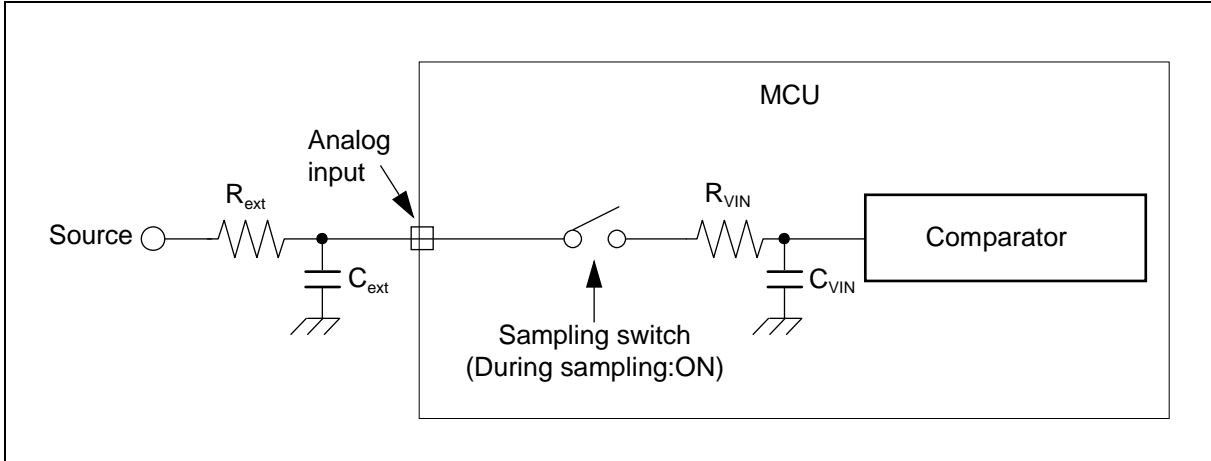 MCU
Analog
input
R_ext
R_VIN
Source
Comparator
C_ext
C_VIN
Sampling switch
(During sampling:ON)